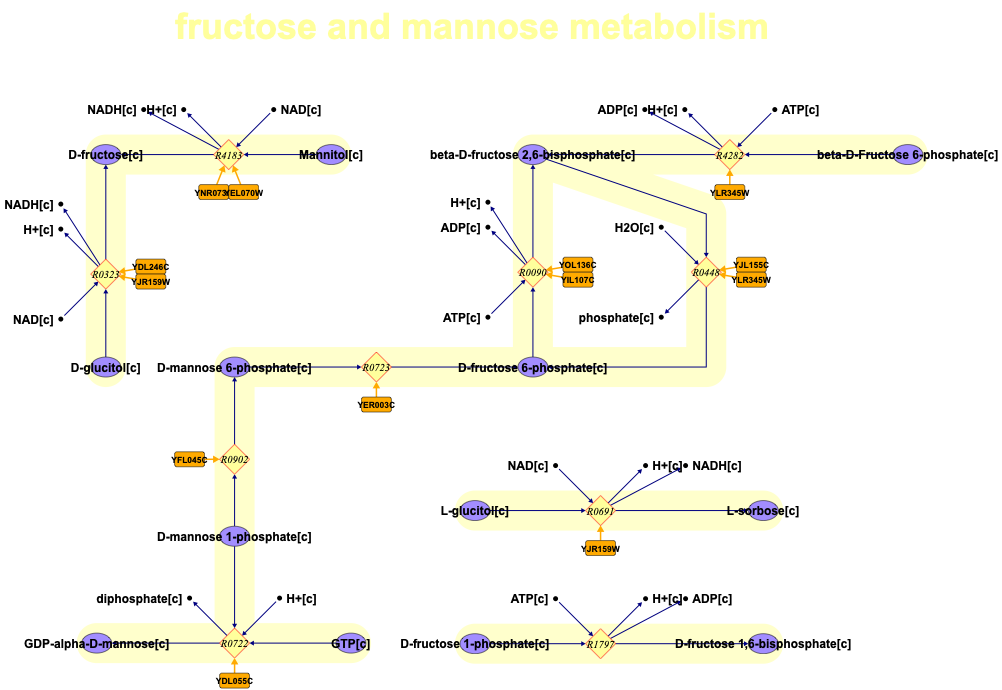 fructose and mannose metabolism
NADH[c] H+[c] NAD[c]
ADP[c] H+[c] ATP[c]
D-fructose[c] R4183 Mannitol[c]
beta-D-fructose 2,6-bisphosphate[c] R4282 beta-D-Fructose 6-phosphate[c]
YEL070W
YLR345W
NADH[c]
H+[c]
H+[c]
ADP[c]
H2O[c]
R0323
YDL246C
YJR159W
R0090
YOL136C
YIL107C
R0448
YJL155C
YLR345W
NAD[c]
ATP[c]
phosphate[c]
D-glucitol[c]
D-mannose 6-phosphate[c] R0723 D-fructose 6-phosphate[c]
YER003C
YFL045C R0902
NAD[c] H+[c] NADH[c]
L-glucitol[c] R0691 L-sorbose[c]
D-mannose 1-phosphate[c]
YJR159W
diphosphate[c] H+[c]
ATP[c] H+[c] ADP[c]
GDP-alpha-D-mannose[c] R0722 GTP[c]
D-fructose 1-phosphate[c] R1797 D-fructose 1,6-bisphosphate[c]
YDL055C